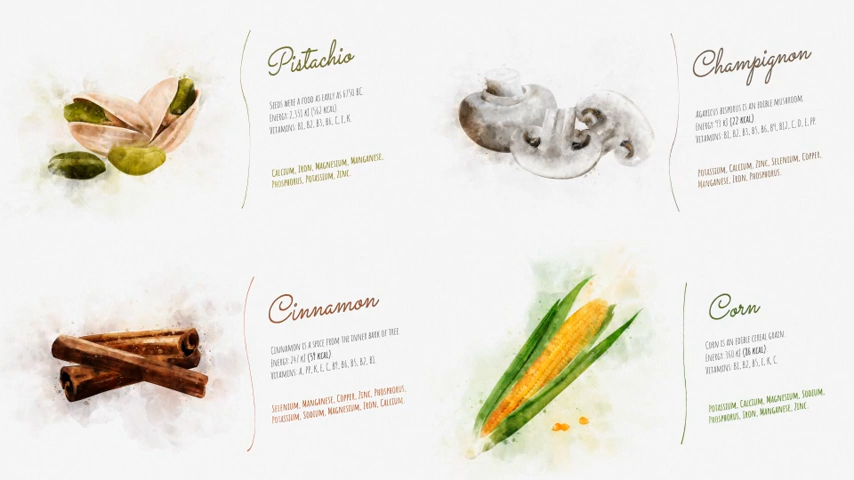 Pistachio
Seeds were a food as early as 6750 BC.
Energy: 2,351 kJ (562 kcal).
Vitamins: B1, B2, B3, B6, C, E, K.
Calcium, Iron, Magnesium, Manganese,
Phosphorus, Potassium, Zinc.
Champignon
Agaricus bisporus is an edible mushroom.
Energy: 93 kJ (22 kcal).
Vitamins: B1, B2, B3, B5, B6, B9, B12, C, D, E, PP.
Potassium, Calcium, Zinc, Selenium, Copper,
Manganese, Iron, Phosphorus.
Cinnamon
Cinnamon is a spice from the inner bark of tree.
Energy: 247 kJ (59 kcal).
Vitamins: A, PP, K, E, C, B9, B6, B5, B2, B1.
Selenium, Manganese, Copper, Zinc, Phosphorus,
Potassium, Sodium, Magnesium, Iron, Calcium.
Corn
Corn is an edible cereal grain.
Energy: 360 kJ (86 kcal).
Vitamins: B1, B2, B5, E, K, C.
Potassium, Calcium, Magnesium, Sodium,
Phosphorus, Iron, Manganese, Zinc.